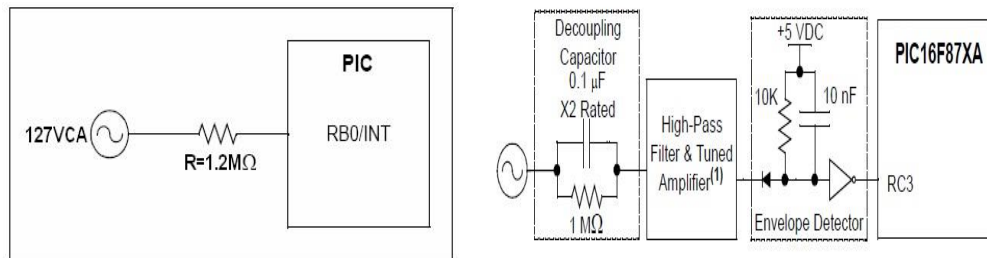 PIC
127VCA
RB0/INT
R=1.2MΩ
Decoupling
Capacitor
0.1 µF
X2 Rated
1 MΩ
High-Pass
Filter & Tuned
Amplifier(1)
+5 VDC
10K
10 nF
Envelope Detector
PIC16F87XA
RC3